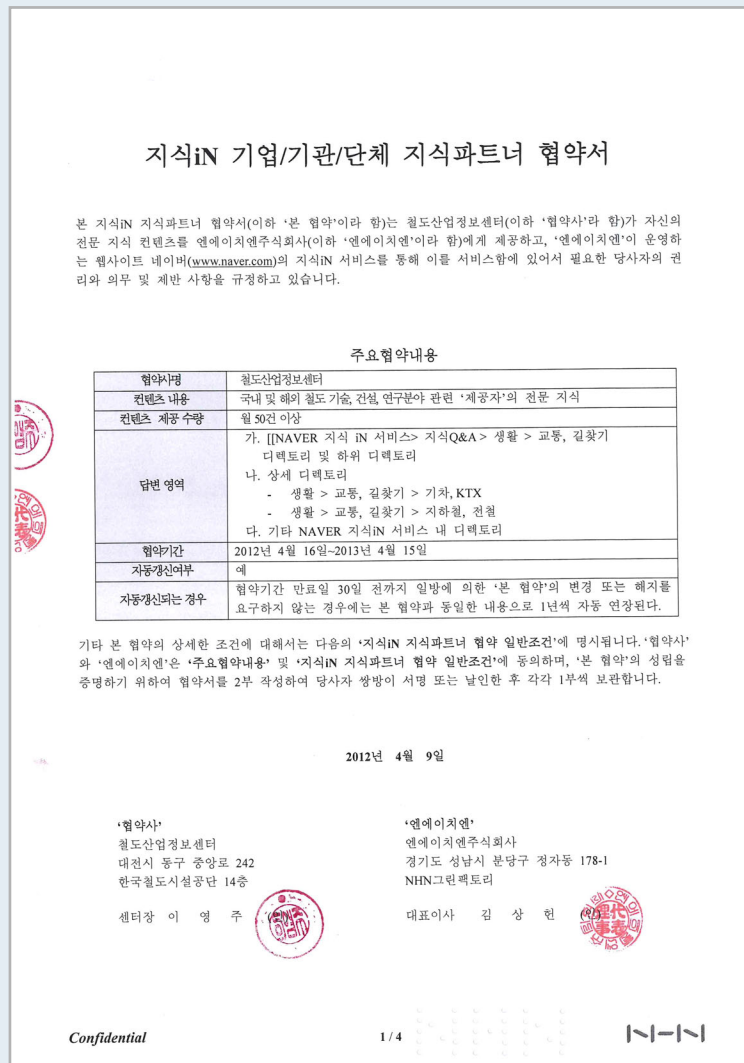 지식iN 기업/기관/단체 지식파트너 협약서
본 지식iN 지식파트너 협약서(이하 ‘본 협약’이라 함)는 철도산업정보센터(이하 ‘협약사’라 함)가 자신의
전문 지식 컨텐츠를 엔에이치엔주식회사(이하 ‘엔에이치엔’이라 함)에게 제공하고, ‘엔에이치엔’이 운영하
는 웹사이트 네이버(www.naver.com)의 지식iN 서비스를 통해 이를 서비스함에 있어서 필요한 당사자의 권
리와 의무 및 제반 사항을 규정하고 있습니다.
주요협약내용
협약사명 철도산업정보센터
컨텐츠 내용 국내 및 해외 철도 기술, 건설, 연구분야 관련 ‘제공자’의 전문 지식
컨텐츠 제공 수량 월 50건 이상
답변 영역
가. [[NAVER 지식 iN 서비스> 지식Q&A > 생활 > 교통, 길찾기
디렉토리 및 하위 디렉토리
나. 상세 디렉토리
- 생활 > 교통, 길찾기 > 기차, KTX
- 생활 > 교통, 길찾기 > 지하철, 전철
다. 기타 NAVER 지식iN 서비스 내 디렉토리
협약기간 2012년 4월 16일~2013년 4월 15일
자동갱신여부 예
자동갱신되는 경우
협약기간 만료일 30일 전까지 일방에 의한 ‘본 협약’의 변경 또는 해지를
요구하지 않는 경우에는 본 협약과 동일한 내용으로 1년씩 자동 연장된다.
기타 본 협약의 상세한 조건에 대해서는 다음의 ‘지식iN 지식파트너 협약 일반조건’에 명시됩니다. ‘협약사’
와 ‘엔에이치엔’은 ‘주요협약내용’ 및 ‘지식iN 지식파트너 협약 일반조건’에 동의하며, ‘본 협약’의 성립을
증명하기 위하여 협약서를 2부 작성하여 당사자 쌍방이 서명 또는 날인한 후 각각 1부씩 보관합니다.
2012년 4월 9일
‘협약사’
철도산업정보센터
대전시 동구 중앙로 242
한국철도시설공단 14층
센터장 이 영 주 (인)
‘엔에이치엔’
엔에이치엔주식회사
경기도 성남시 분당구 정자동 178-1
NHN그린팩토리
대표이사 김 상 헌 (인)
Confidential
1 / 4
NHN